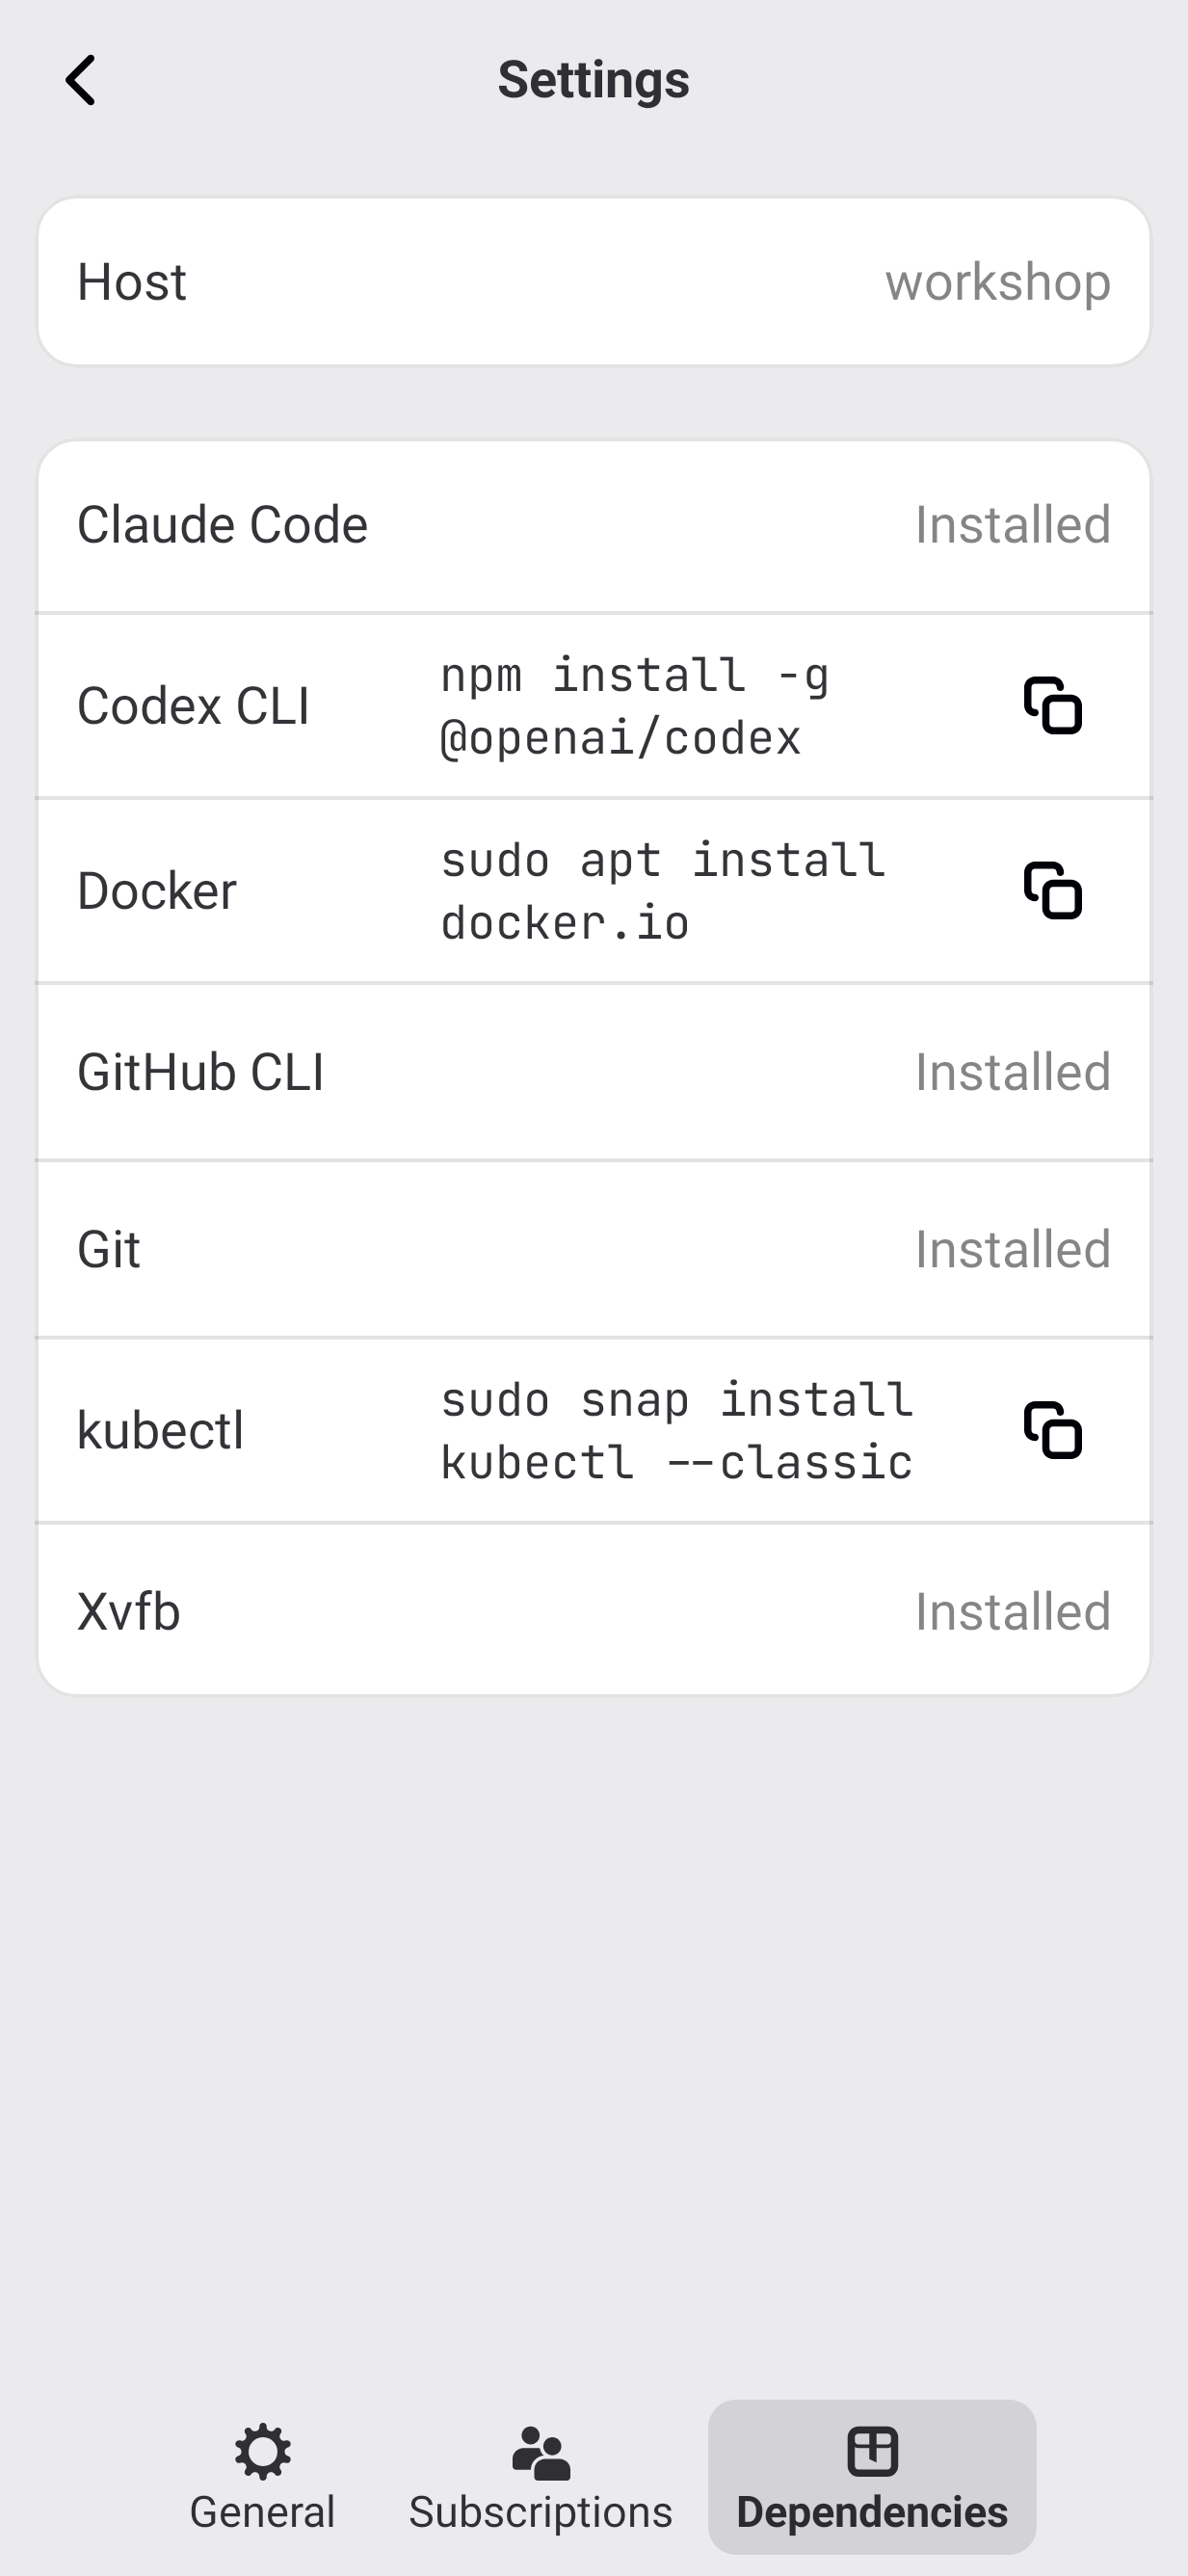 Settings
Host workshop
Claude Code Installed
Codex CLI npm install -g
@openai/codex
Docker sudo apt install
docker.io
GitHub CLI Installed
Git Installed
kubectl sudo snap install
kubectl --classic
Xvfb Installed
General Subscriptions Dependencies